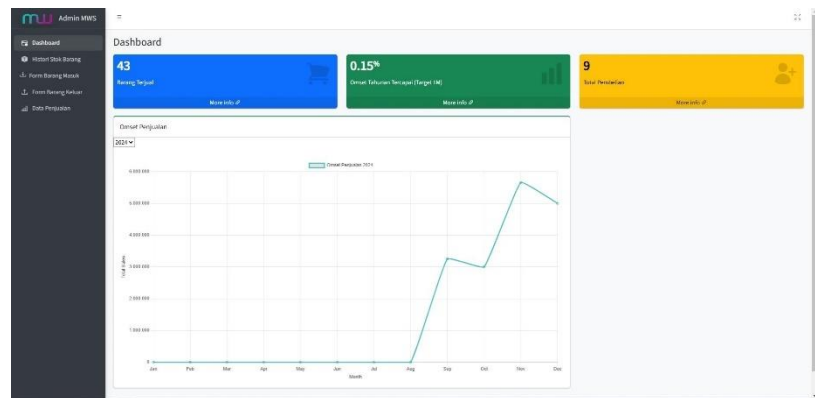 Admin MWS
Dashboard
Histori Stok Barang
Form Barang Masuk
Form Barang Keluar
Data Penjualan
Dashboard
43
Barang Terjual
More info
0.15%
Omset Tahunan Tercapai (Target 1M)
More info
9
Total Pembelian
More info
Omset Penjualan
2024
Omset Penjualan 2024
6.000.000
5.000.000
4.000.000
3.000.000
2.000.000
1.000.000
0
Total Sales
Jan Feb Mar Apr May Jun Jul Aug Sep Oct Nov Dec
Month